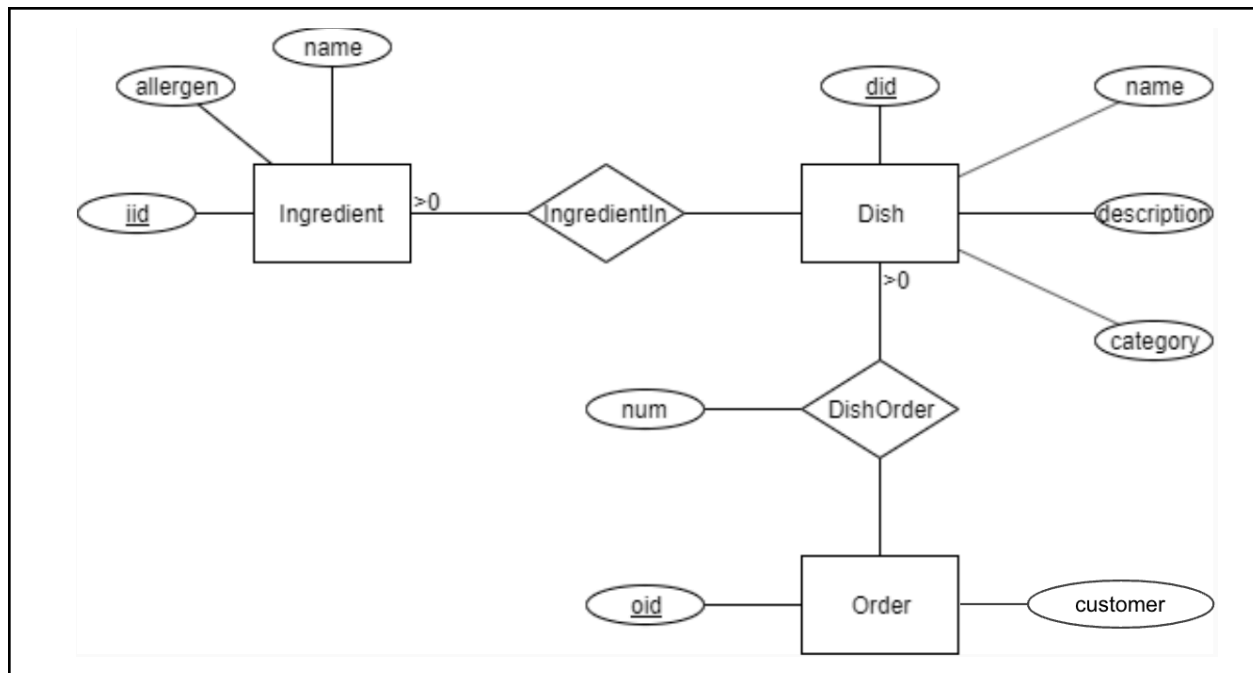 name
allergen
did
name
iid
Ingredient
>0
IngredientIn
Dish
description
>0
category
num
DishOrder
oid
Order
customer